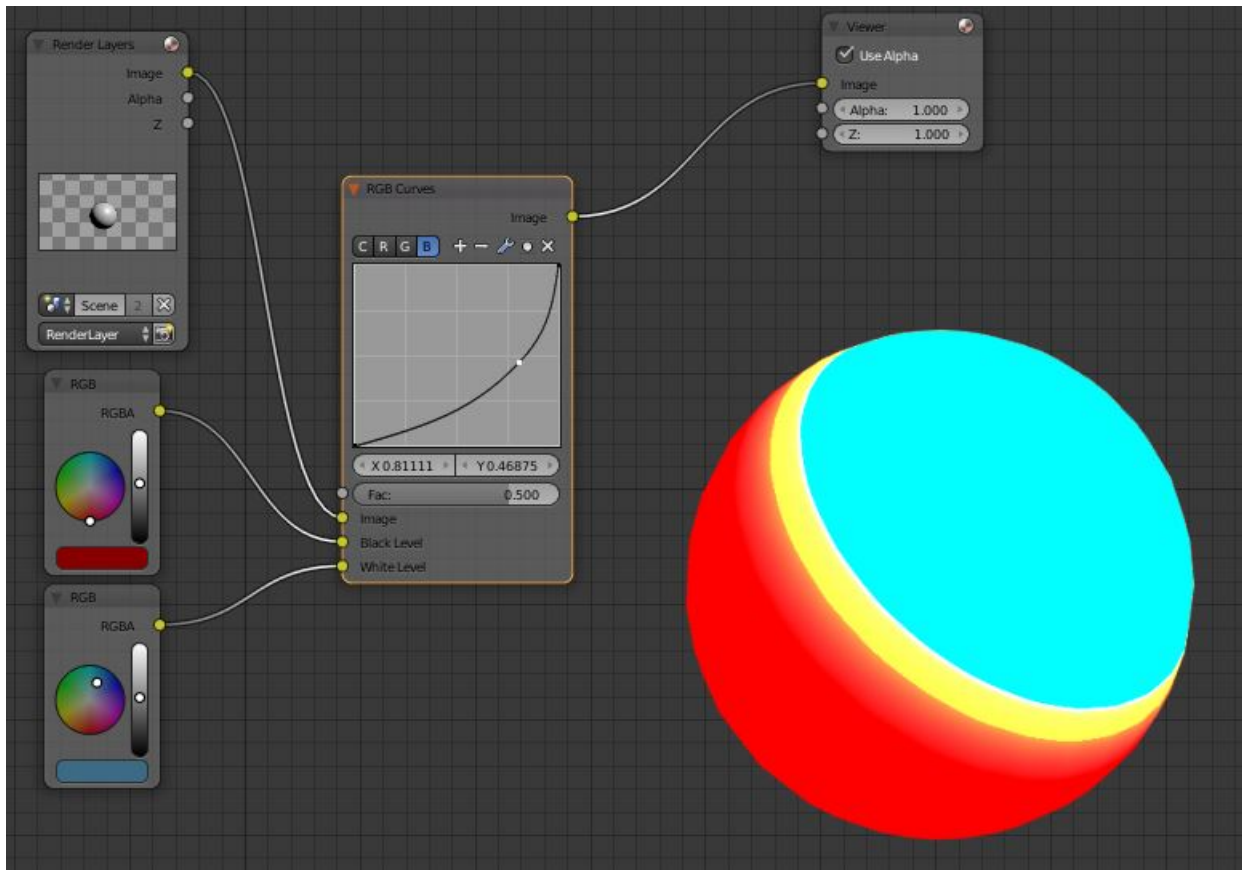 Render Layers
Image
Alpha
Z
Scene 2
RenderLayer
RGB
RGBA
RGB
RGBA
RGB Curves
Image
C R G B
X 0.81111 Y 0.46875
Fac: 0.500
Image
Black Level
White Level
Viewer
Use Alpha
Image
Alpha: 1.000
Z: 1.000